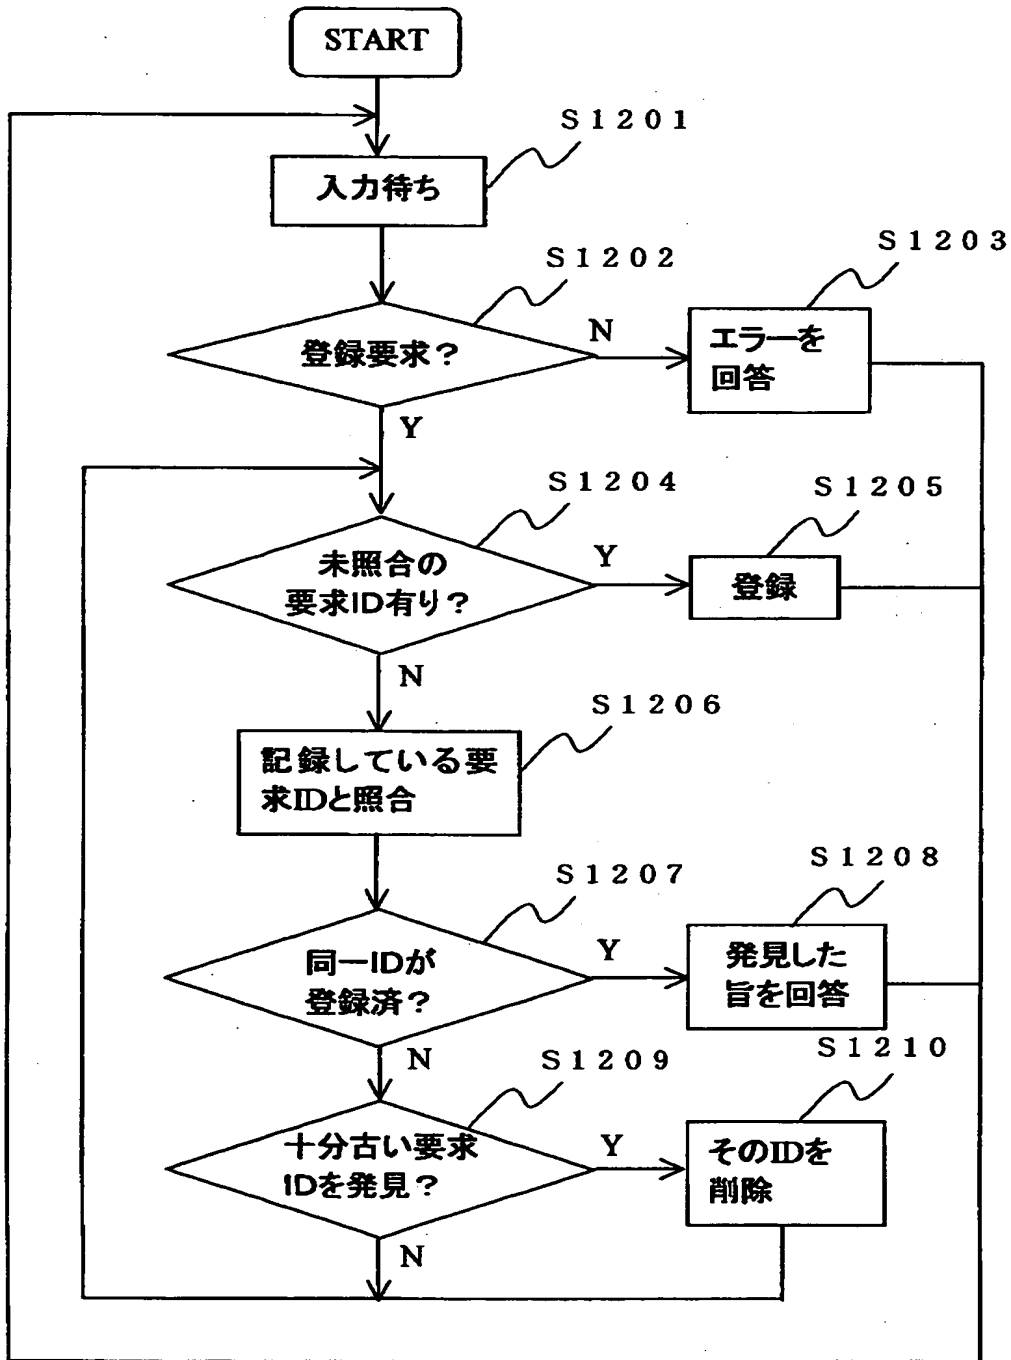 START
S1201
入力待ち
S1202
S1203
登録要求？
N
エラーを
回答
Y
S1204
S1205
未照合の
要求ID有り？
Y
登録
N
S1206
記録している要
求IDと照合
S1207
S1208
同一IDが
登録済？
Y
発見した
旨を回答
N
S1209
S1210
十分古い要求
IDを発見？
Y
そのIDを
削除
N